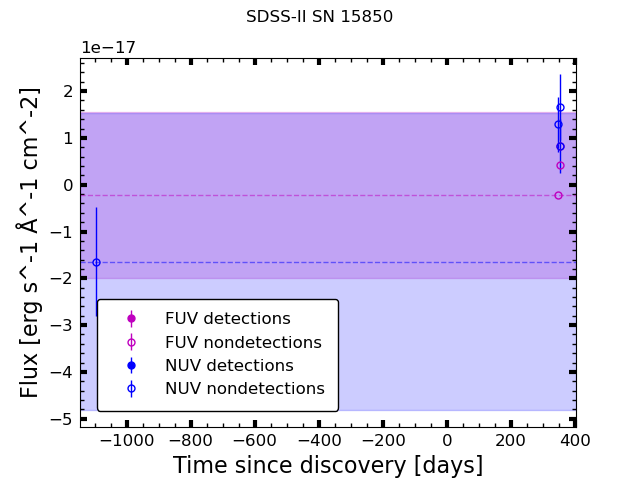 SDSS-II SN 15850
1e−17
2
1
0
−1
−2
−3
−4
−5
Flux [erg s^-1 Å^-1 cm^-2]
FUV detections
FUV nondetections
NUV detections
NUV nondetections
−1000 −800 −600 −400 −200 0 200 400
Time since discovery [days]